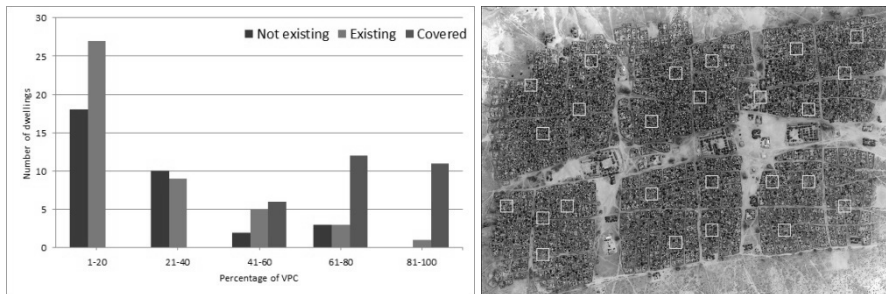 30
25
20
15
10
5
0
Number of dwellings
Not existing Existing Covered
1-20 21-40 41-60 61-80 81-100
Percentage of VPC